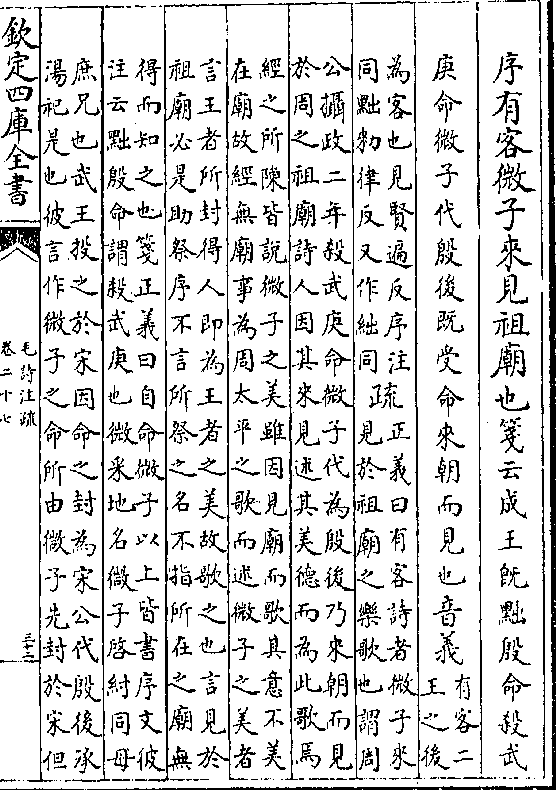 序有客微子來見祖廟也箋云成王既黜殷命殺武
庚命微子代殷後既受命來朝而見也音義
有客二
王之後
為客也見賢遍反序注
同黜勑律反又作絀同
疏
正義曰有客詩者微子來
見於祖廟之樂歌也謂周
公攝政二年殺武庚命微子代為殷後乃來朝而見
於周之祖廟詩人因其來見述其美德而為此歌焉
經之所陳皆說微子之美雖因見廟而歌其意不美
在廟故經無廟事為周太平之歌而述微子之美者
言王者所封得人即為王者之美故歌之也言見於
祖廟必是助祭序不言所祭之名不指所在之廟無
得而知之也箋正義曰自命微子以上皆書序文彼
注云黜殷命謂殺武庚也微采地名微子啓紂同母
庶兄也武王投之於宋因命之封為宋公代殷後承
湯祀是也彼言作微子之命所由微子先封於宋但
欽定四庫全書
毛詩注疏
卷二十七
三十二